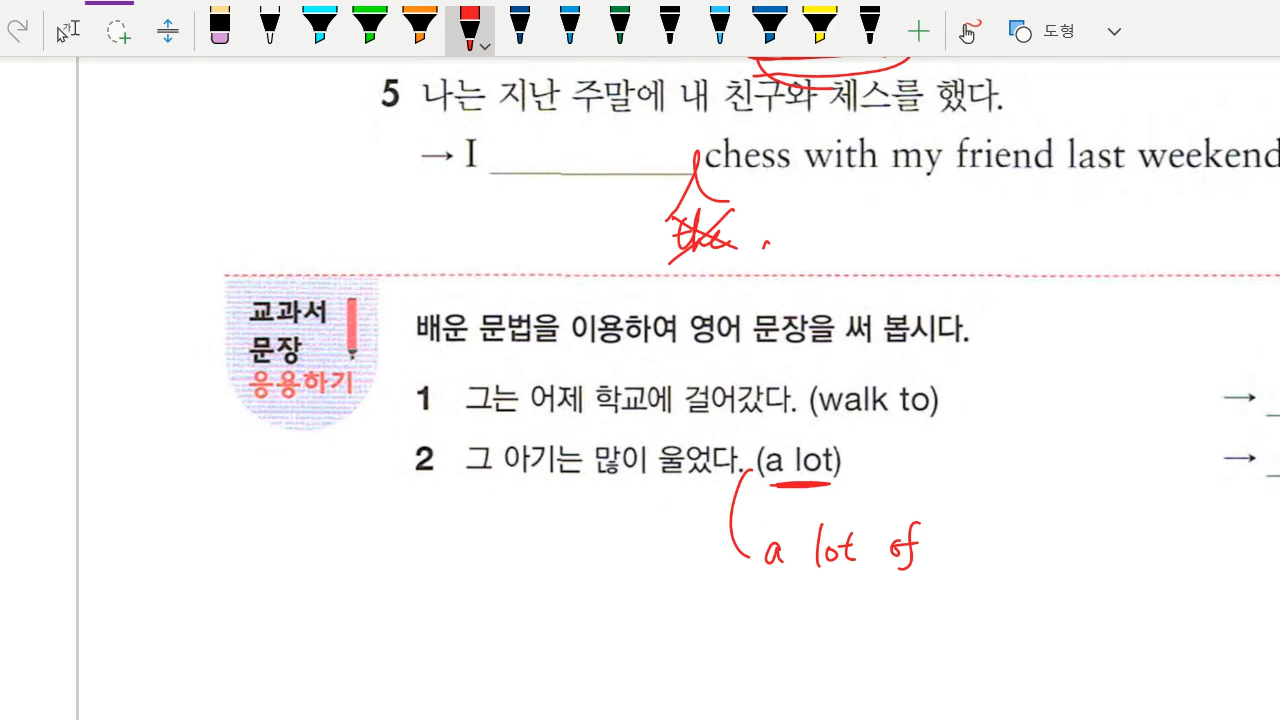 도형
5 나는 지난 주말에 내 친구와 체스를 했다.
→ I ____________ chess with my friend last weekend
the .
교과서
문장
응용하기
배운 문법을 이용하여 영어 문장을 써 봅시다.
1 그는 어제 학교에 걸어갔다. (walk to) →
2 그 아기는 많이 울었다. (a lot) →
a lot of